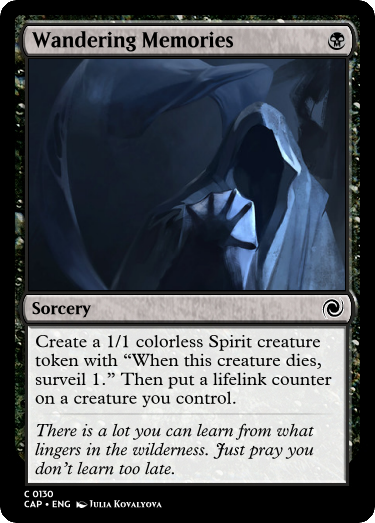 Wandering Memories
Sorcery
Create a 1/1 colorless Spirit creature
token with “When this creature dies,
surveil 1.” Then put a lifelink counter
on a creature you control.
There is a lot you can learn from what
lingers in the wilderness. Just pray you
don’t learn too late.
C 0130
CAP • ENG Julia Kovalyova